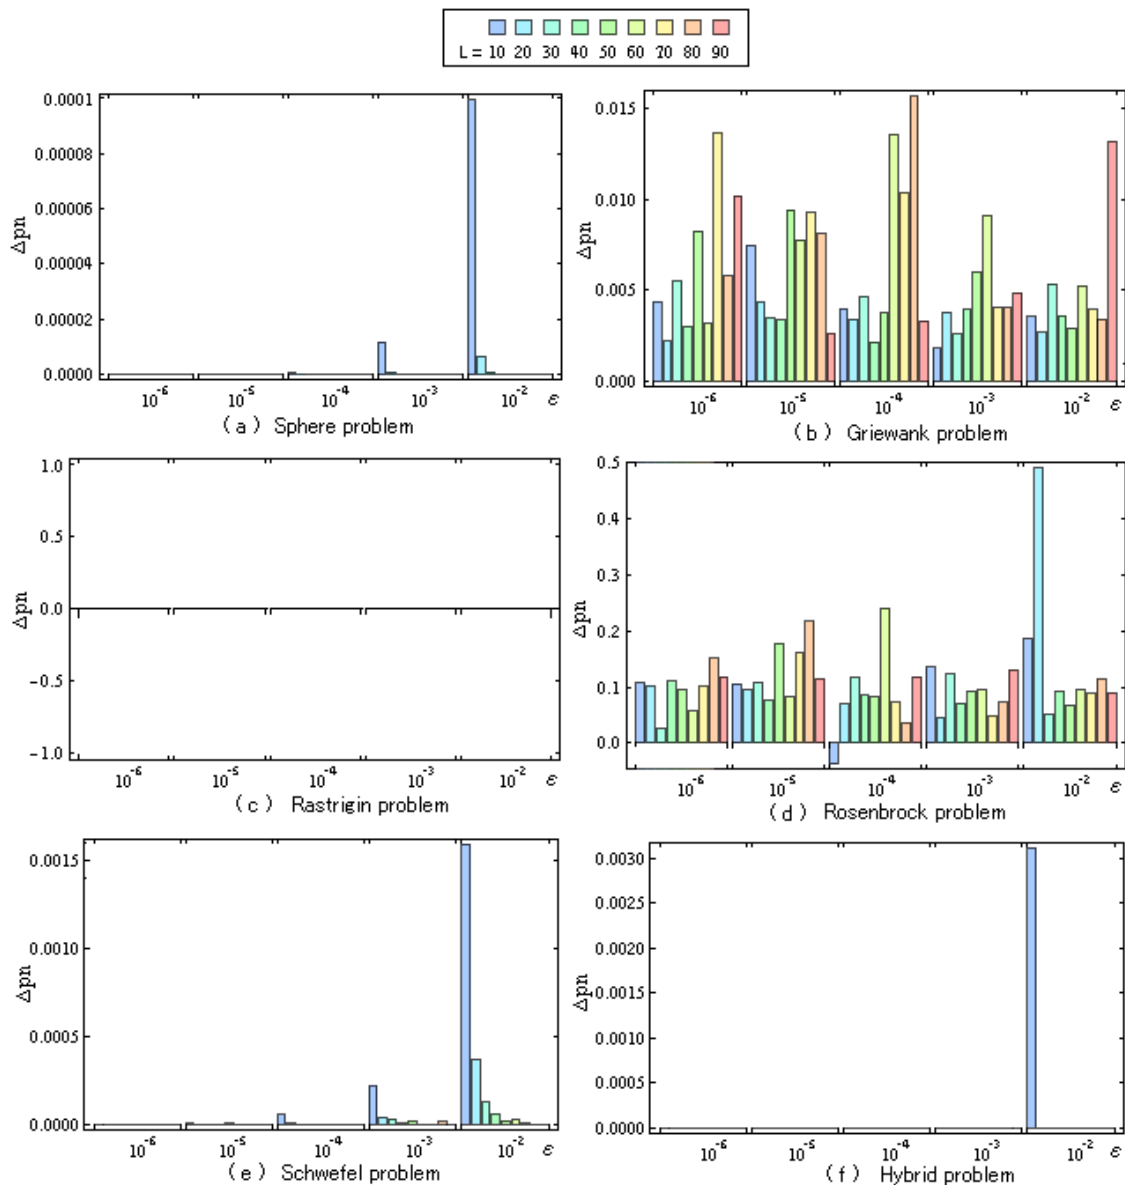 L = 10 20 30 40 50 60 70 80 90
0.0001
0.00008
0.00006
0.00004
0.00002
0.0000
Δpn
10-6 10-5 10-4 10-3 10-2 ε
(a) Sphere problem
0.015
0.010
0.005
0.000
Δpn
10-6 10-5 10-4 10-3 10-2 ε
(b) Griewank problem
1.0
0.5
0.0
-0.5
-1.0
Δpn
10-6 10-5 10-4 10-3 10-2 ε
(c) Rastrigin problem
0.5
0.4
0.3
0.2
0.1
0.0
Δpn
10-6 10-5 10-4 10-3 10-2 ε
(d) Rosenbrock problem
0.0015
0.0010
0.0005
0.0000
Δpn
10-6 10-5 10-4 10-3 10-2 ε
(e) Schwefel problem
0.0030
0.0025
0.0020
0.0015
0.0010
0.0005
0.0000
Δpn
10-6 10-5 10-4 10-3 10-2 ε
(f) Hybrid problem